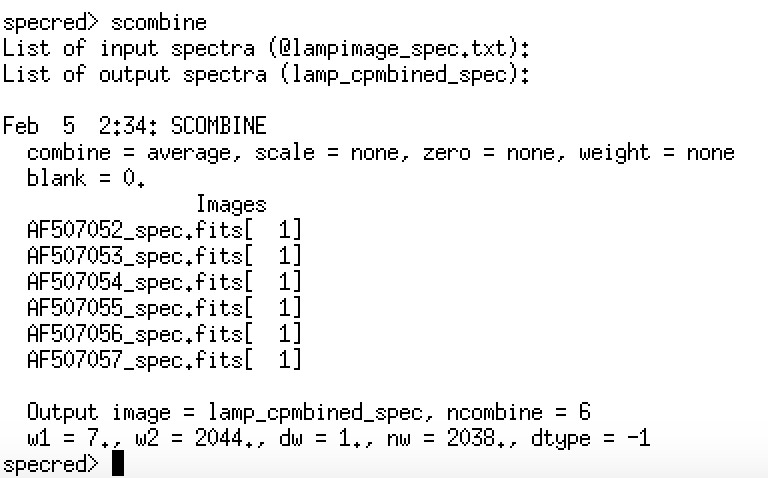 specred> scombine
List of input spectra (@lampimage_spec.txt):
List of output spectra (lamp_cpmbined_spec):
Feb  5  2:34: SCOMBINE
  combine = average, scale = none, zero = none, weight = none
  blank = 0.
                Images
  AF507052_spec.fits[  1]
  AF507053_spec.fits[  1]
  AF507054_spec.fits[  1]
  AF507055_spec.fits[  1]
  AF507056_spec.fits[  1]
  AF507057_spec.fits[  1]
  Output image = lamp_cpmbined_spec, ncombine = 6
  w1 = 7., w2 = 2044., dw = 1., nw = 2038., dtype = -1
specred>